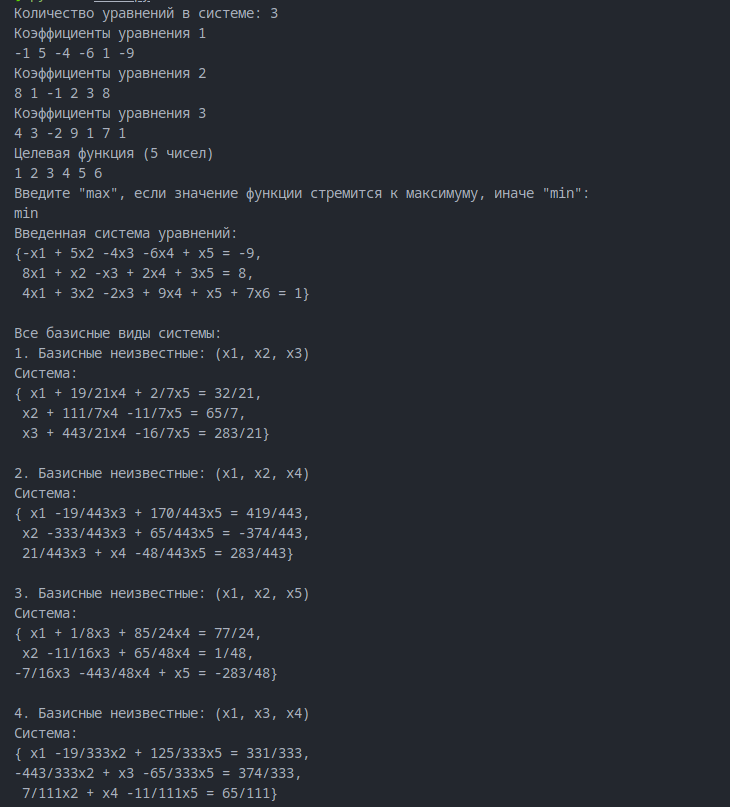 Количество уравнений в системе: 3
Коэффициенты уравнения 1
-1 5 -4 -6 1 -9
Коэффициенты уравнения 2
8 1 -1 2 3 8
Коэффициенты уравнения 3
4 3 -2 9 1 7 1
Целевая функция (5 чисел)
1 2 3 4 5 6
Введите "max", если значение функции стремится к максимуму, иначе "min":
min
Введенная система уравнений:
{-x1 + 5x2 -4x3 -6x4 + x5 = -9,
8x1 + x2 -x3 + 2x4 + 3x5 = 8,
4x1 + 3x2 -2x3 + 9x4 + x5 + 7x6 = 1}
Все базисные виды системы:
1. Базисные неизвестные: (x1, x2, x3)
Система:
{ x1 + 19/21x4 + 2/7x5 = 32/21,
x2 + 111/7x4 -11/7x5 = 65/7,
x3 + 443/21x4 -16/7x5 = 283/21}
2. Базисные неизвестные: (x1, x2, x4)
Система:
{ x1 -19/443x3 + 170/443x5 = 419/443,
x2 -333/443x3 + 65/443x5 = -374/443,
21/443x3 + x4 -48/443x5 = 283/443}
3. Базисные неизвестные: (x1, x2, x5)
Система:
{ x1 + 1/8x3 + 85/24x4 = 77/24,
x2 -11/16x3 + 65/48x4 = 1/48,
-7/16x3 -443/48x4 + x5 = -283/48}
4. Базисные неизвестные: (x1, x3, x4)
Система:
{ x1 -19/333x2 + 125/333x5 = 331/333,
-443/333x2 + x3 -65/333x5 = 374/333,
7/111x2 + x4 -11/111x5 = 65/111}